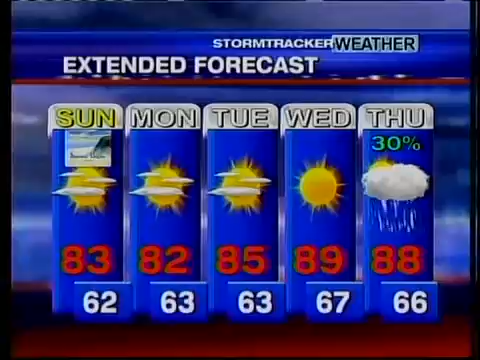 STORMTRACKER WEATHER
EXTENDED FORECAST
SUN MON TUE WED THU
30%
83 82 85 89 88
62 63 63 67 66